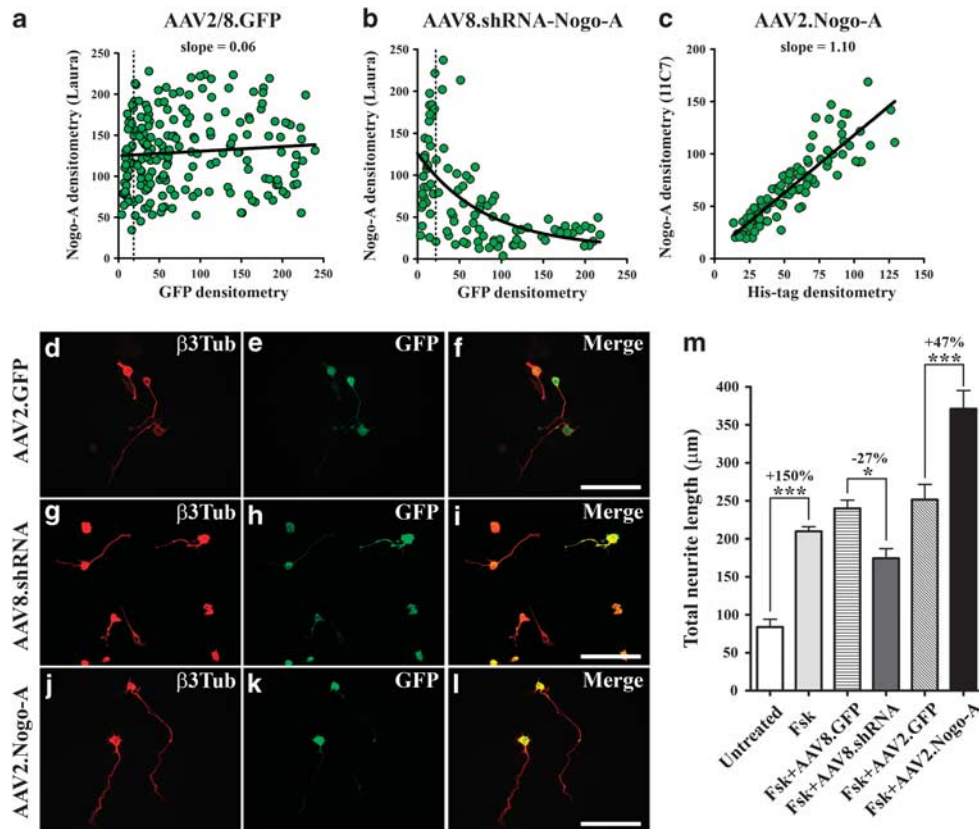 a
AAV2/8.GFP
slope = 0.06
Nogo-A densitometry (Laura)
250
200
150
100
50
0
0 50 100 150 200 250
GFP densitometry
b
AAV8.shRNA-Nogo-A
Nogo-A densitometry (Laura)
250
200
150
100
50
0
0 50 100 150 200 250
GFP densitometry
c
AAV2.Nogo-A
slope = 1.10
Nogo-A densitometry (11C7)
200
150
100
50
0
0 25 50 75 100 125 150
His-tag densitometry
AAV2.GFP
d β3Tub
e GFP
f Merge
AAV8.shRNA
g β3Tub
h GFP
i Merge
AAV2.Nogo-A
j β3Tub
k GFP
l Merge
m
Total neurite length (μm)
400
350
300
250
200
150
100
50
0
+150%
***
-27%
*
+47%
***
Untreated
Fsk
Fsk+AAV8.GFP
Fsk+AAV8.shRNA
Fsk+AAV2.GFP
Fsk+AAV2.Nogo-A